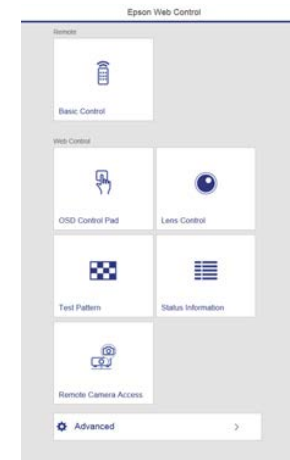 Epson Web Control
Remote
Basic Control
Web Control
OSD Control Pad
Lens Control
Test Pattern
Status Information
Remote Camera Access
Advanced